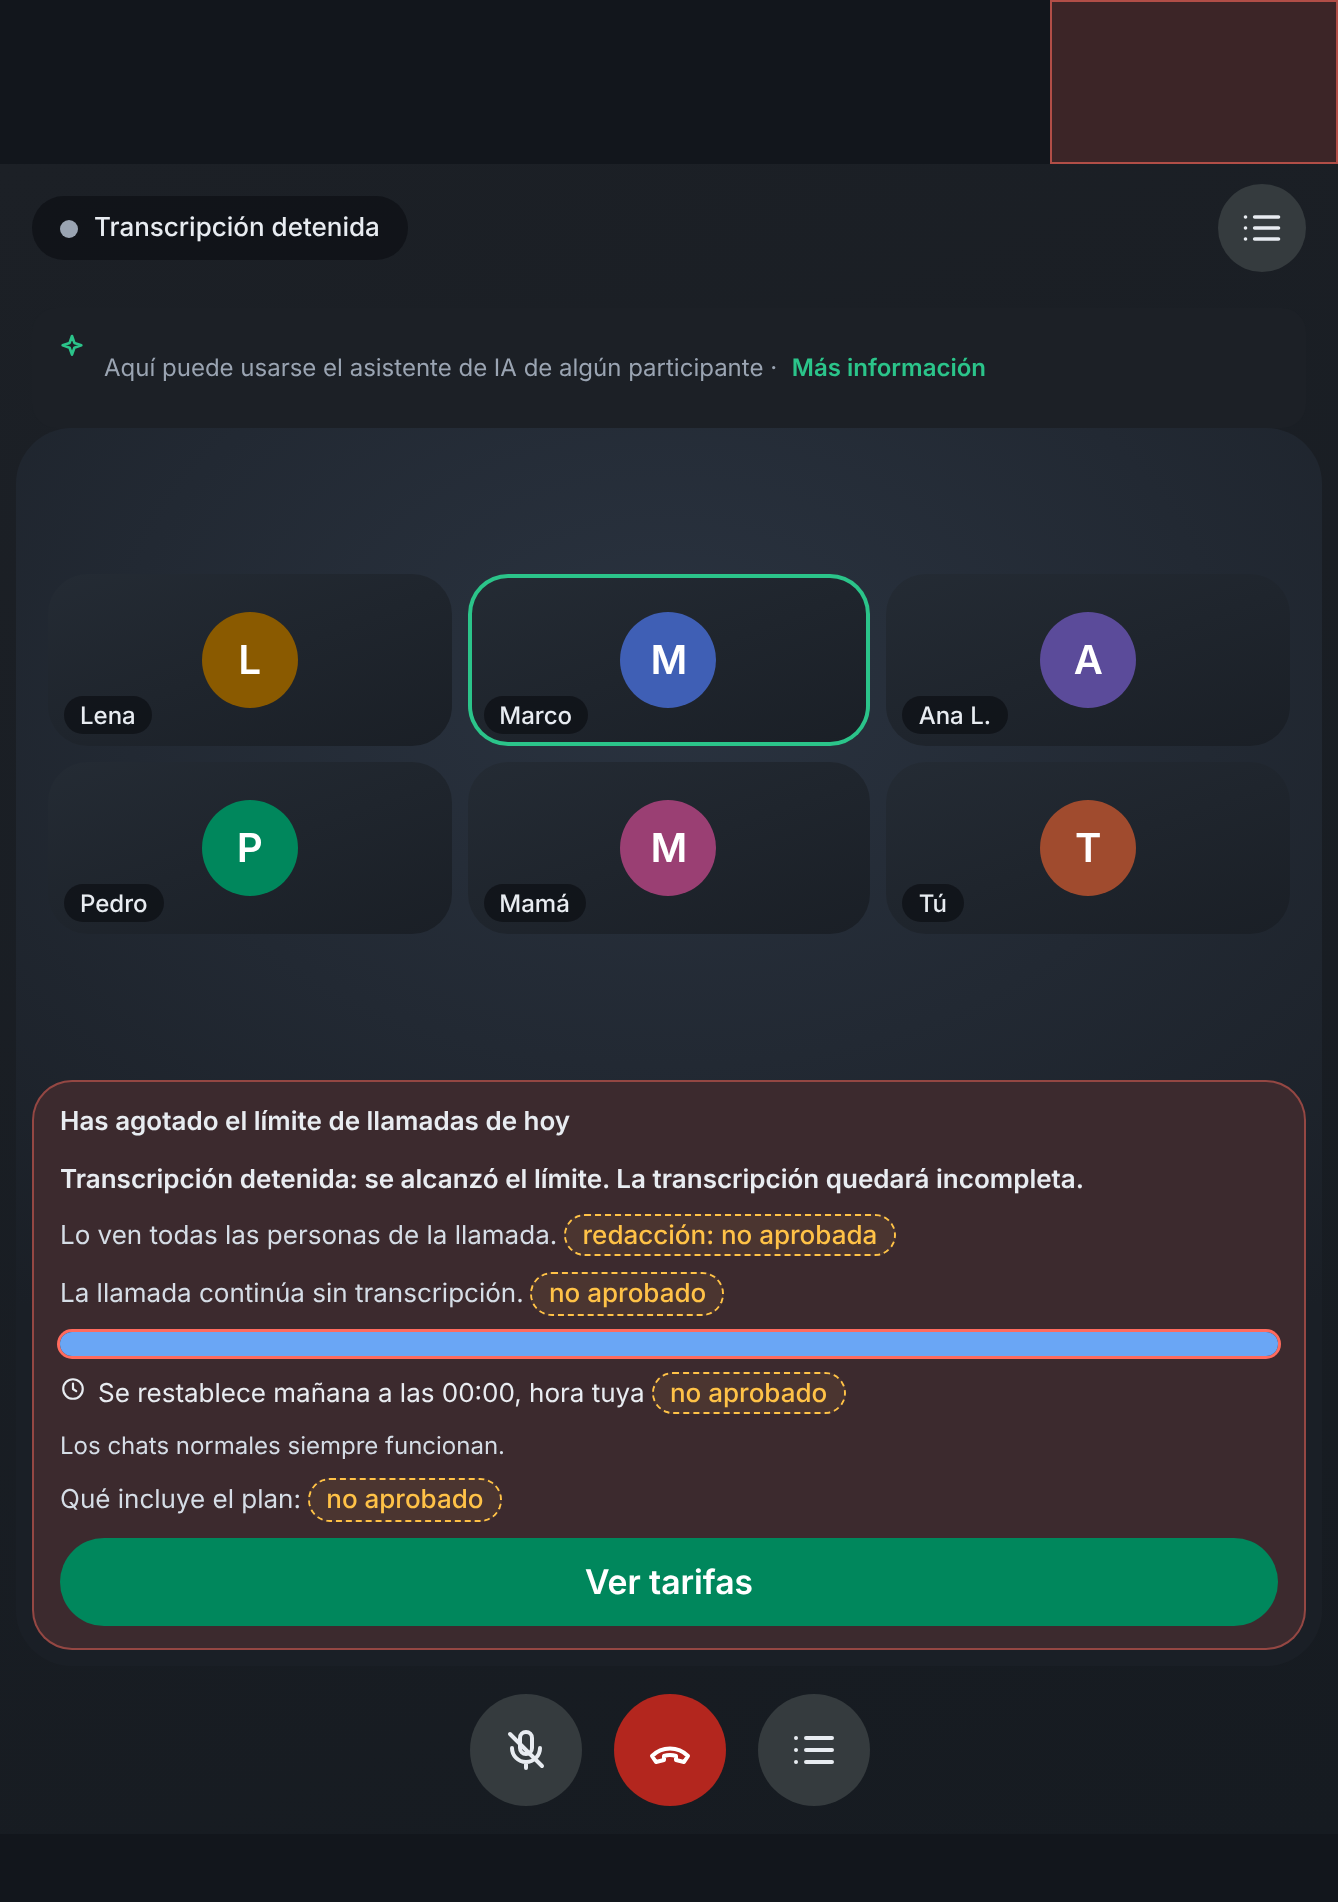 Transcripción detenida
Aquí puede usarse el asistente de IA de algún participante · Más información
L
Lena
M
Marco
A
Ana L.
P
Pedro
M
Mamá
T
Tú
Has agotado el límite de llamadas de hoy
Transcripción detenida: se alcanzó el límite. La transcripción quedará incompleta.
Lo ven todas las personas de la llamada. redacción: no aprobada
La llamada continúa sin transcripción. no aprobado
Se restablece mañana a las 00:00, hora tuya no aprobado
Los chats normales siempre funcionan.
Qué incluye el plan: no aprobado
Ver tarifas